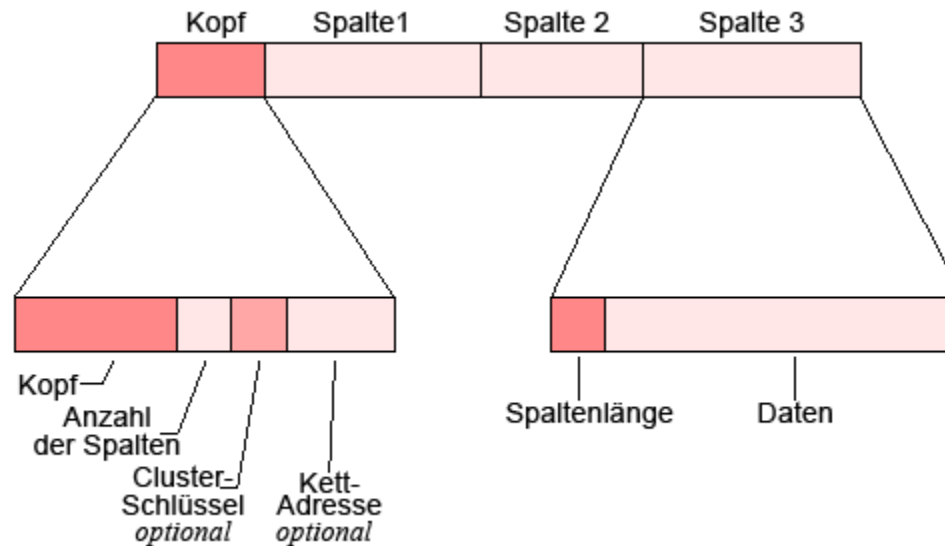 Kopf Spalte1 Spalte 2 Spalte 3
Kopf
Anzahl
der Spalten
Cluster-
Schlüssel
optional
Kett-
Adresse
optional
Spaltenlänge
Daten